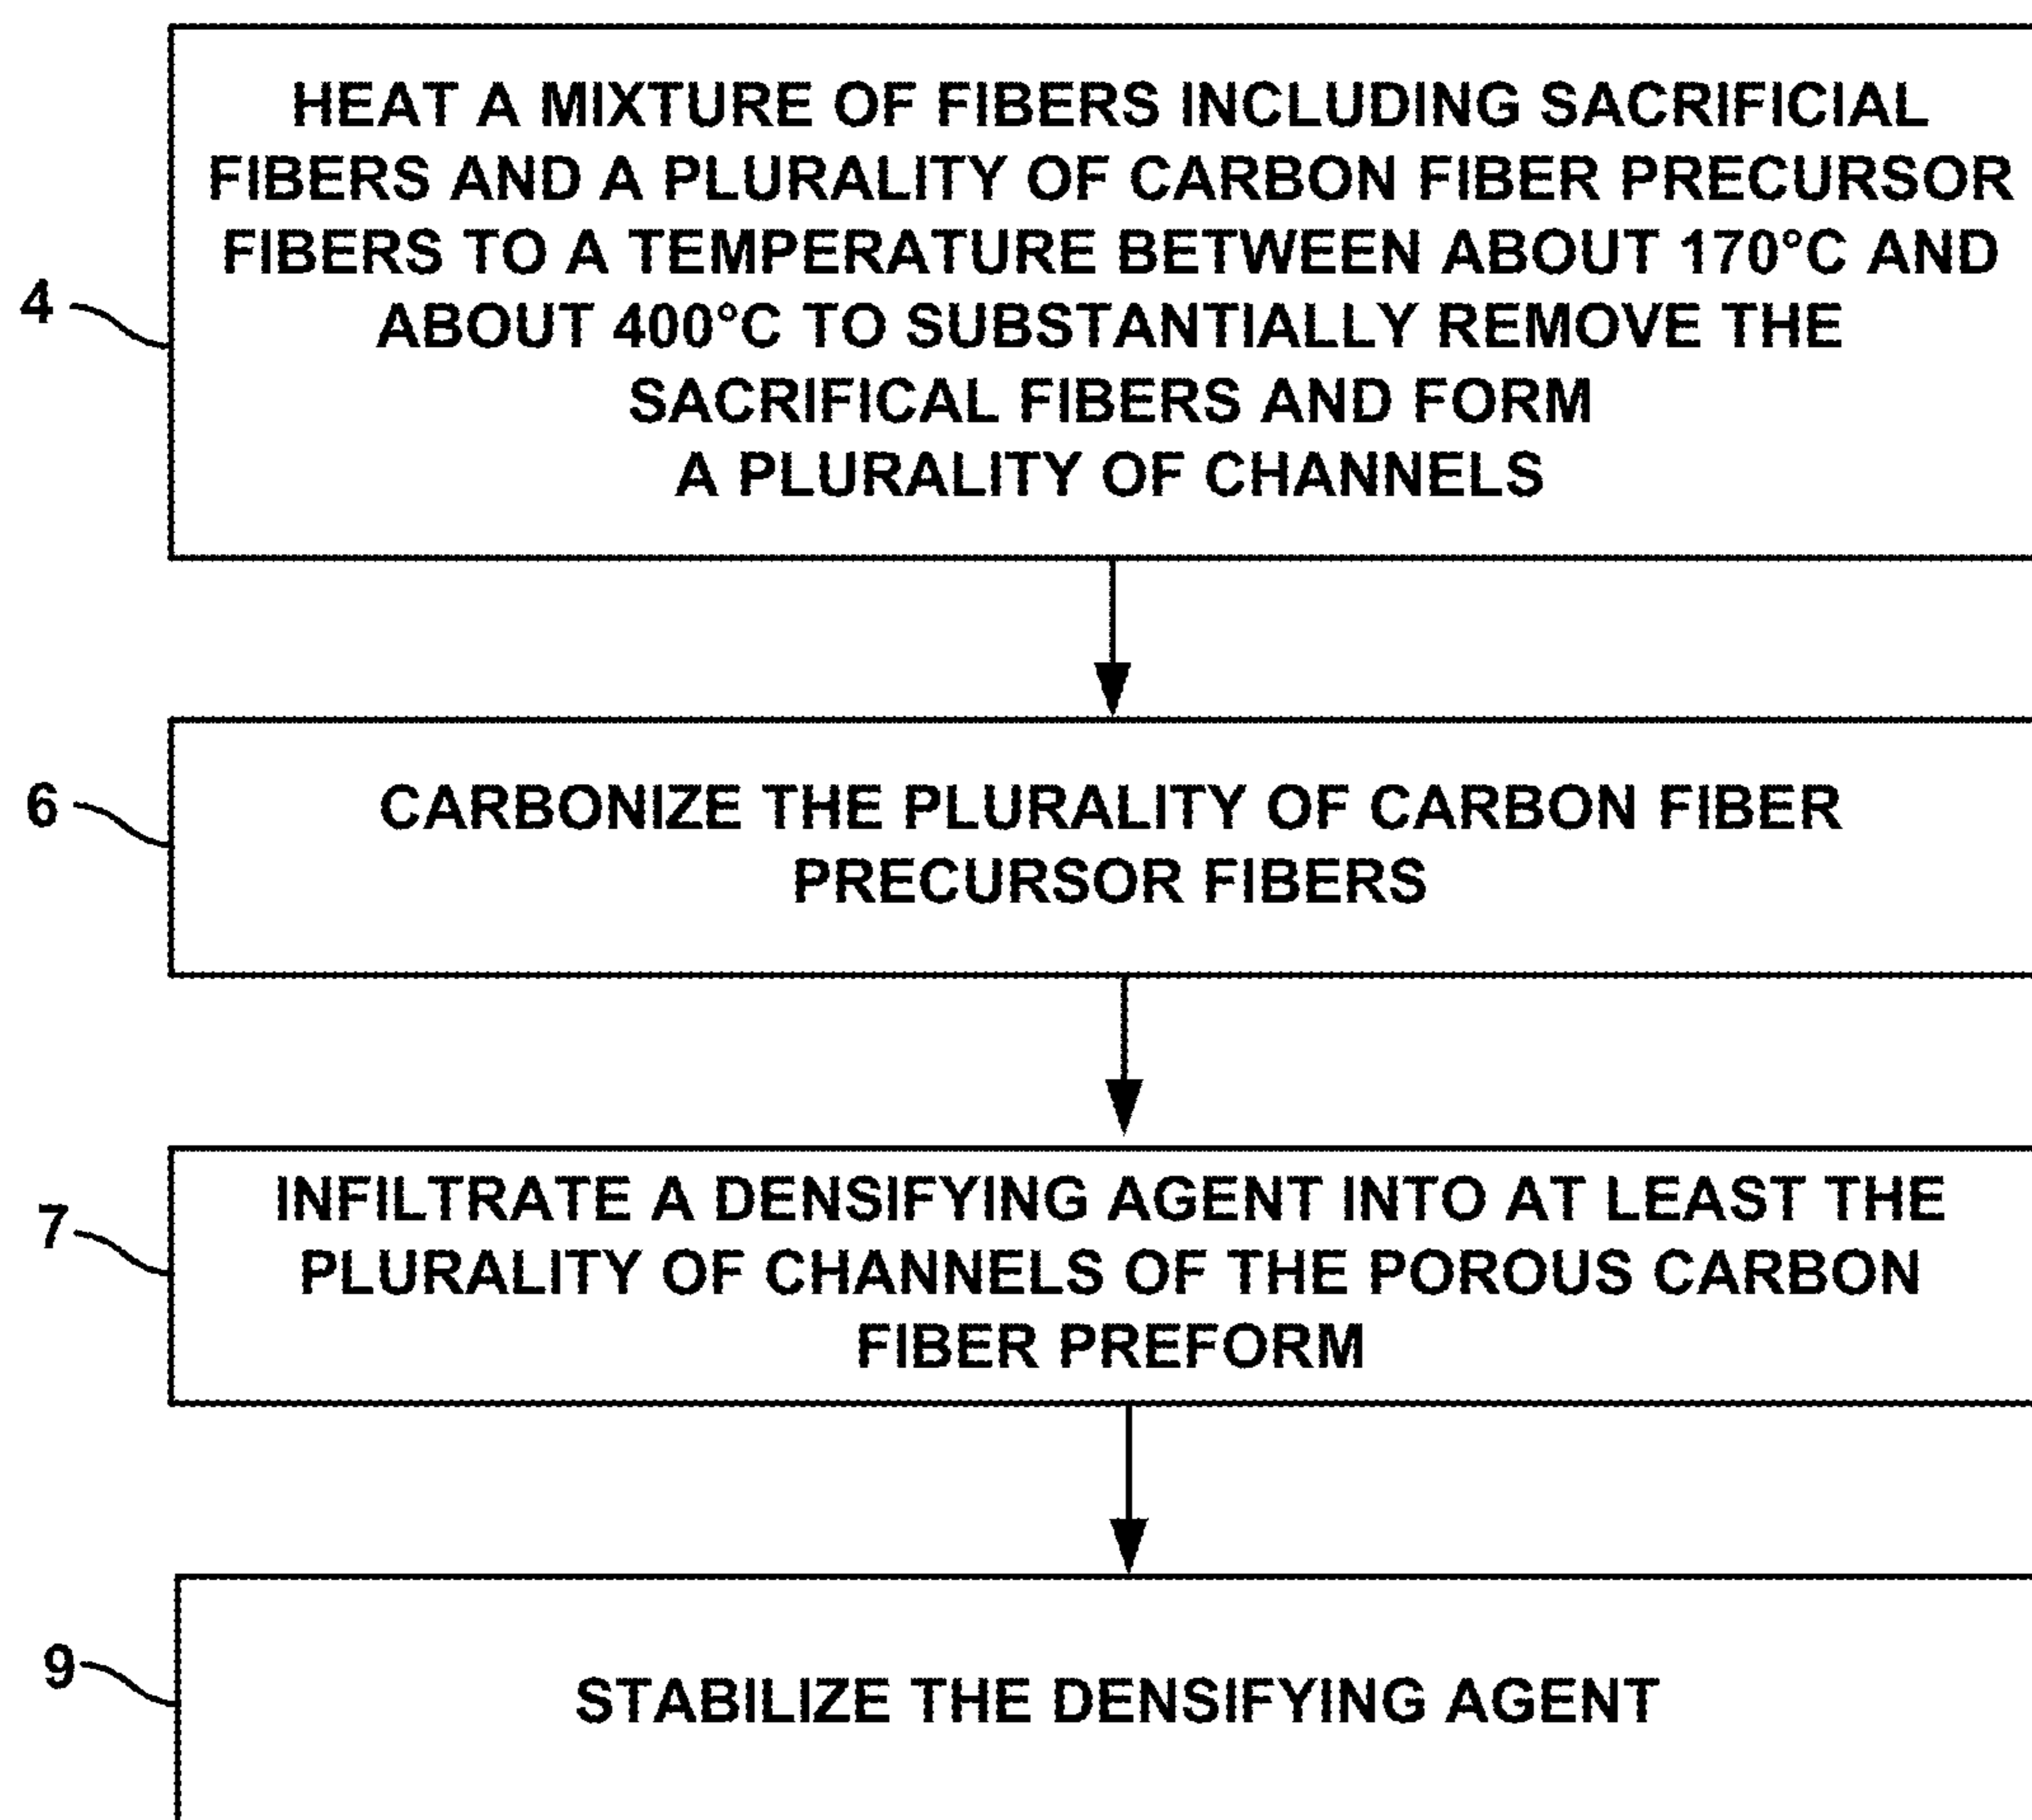 HEAT A MIXTURE OF FIBERS INCLUDING SACRIFICIAL
FIBERS AND A PLURALITY OF CARBON FIBER PRECURSOR
FIBERS TO A TEMPERATURE BETWEEN ABOUT 170°C AND
ABOUT 400°C TO SUBSTANTIALLY REMOVE THE
SACRIFICAL FIBERS AND FORM
A PLURALITY OF CHANNELS
4
CARBONIZE THE PLURALITY OF CARBON FIBER
PRECURSOR FIBERS
6
INFILTRATE A DENSIFYING AGENT INTO AT LEAST THE
PLURALITY OF CHANNELS OF THE POROUS CARBON
FIBER PREFORM
7
STABILIZE THE DENSIFYING AGENT
9